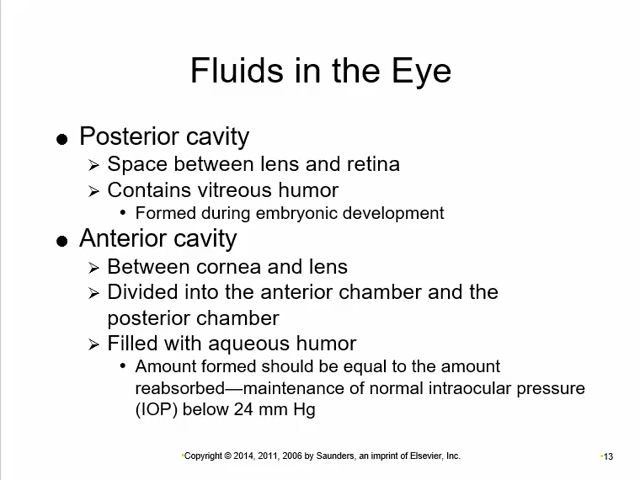 Fluids in the Eye
● Posterior cavity
➢ Space between lens and retina
➢ Contains vitreous humor
• Formed during embryonic development
● Anterior cavity
➢ Between cornea and lens
➢ Divided into the anterior chamber and the
posterior chamber
➢ Filled with aqueous humor
• Amount formed should be equal to the amount
reabsorbed—maintenance of normal intraocular pressure
(IOP) below 24 mm Hg
•Copyright © 2014, 2011, 2006 by Saunders, an imprint of Elsevier, Inc.
•13